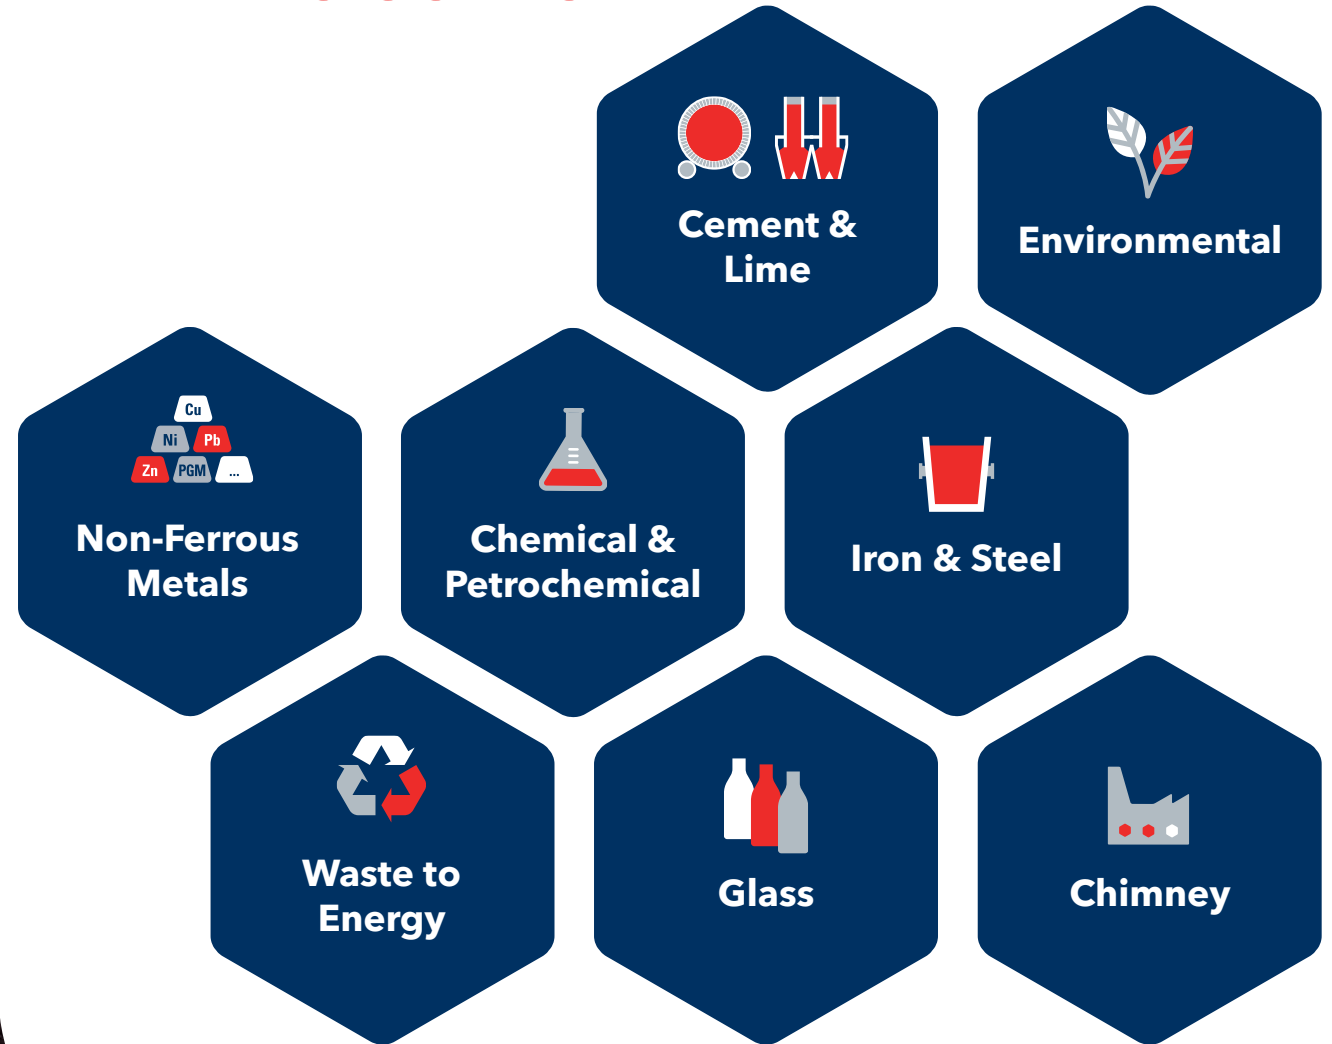 Cement &
Lime
Environmental
Cu
Ni Pb
Zn PGM ...
Non-Ferrous
Metals
Chemical &
Petrochemical
Iron & Steel
Waste to
Energy
Glass
Chimney